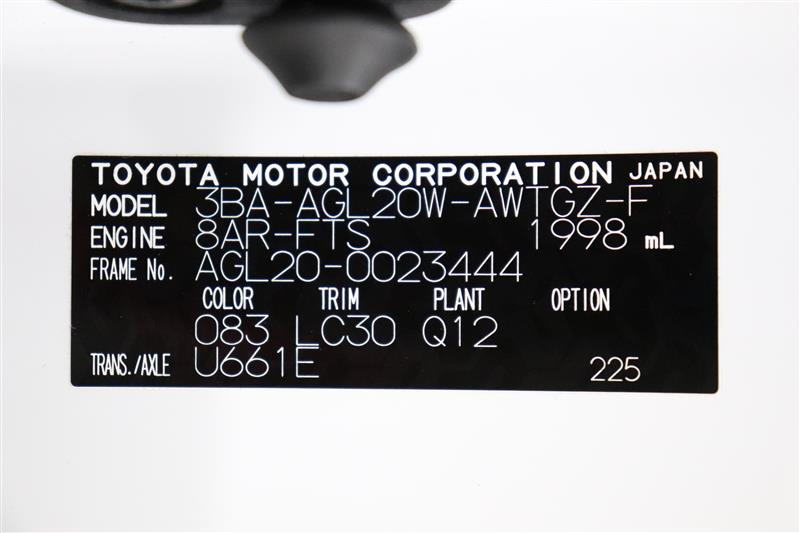 TOYOTA MOTOR CORPORATION JAPAN
MODEL 3BA-AGL20W-AWTGZ-F
ENGINE 8AR-FTS 1998 mL
FRAME No. AGL20-0023444
COLOR TRIM PLANT OPTION
083 LC30 Q12
TRANS./AXLE U661E 225